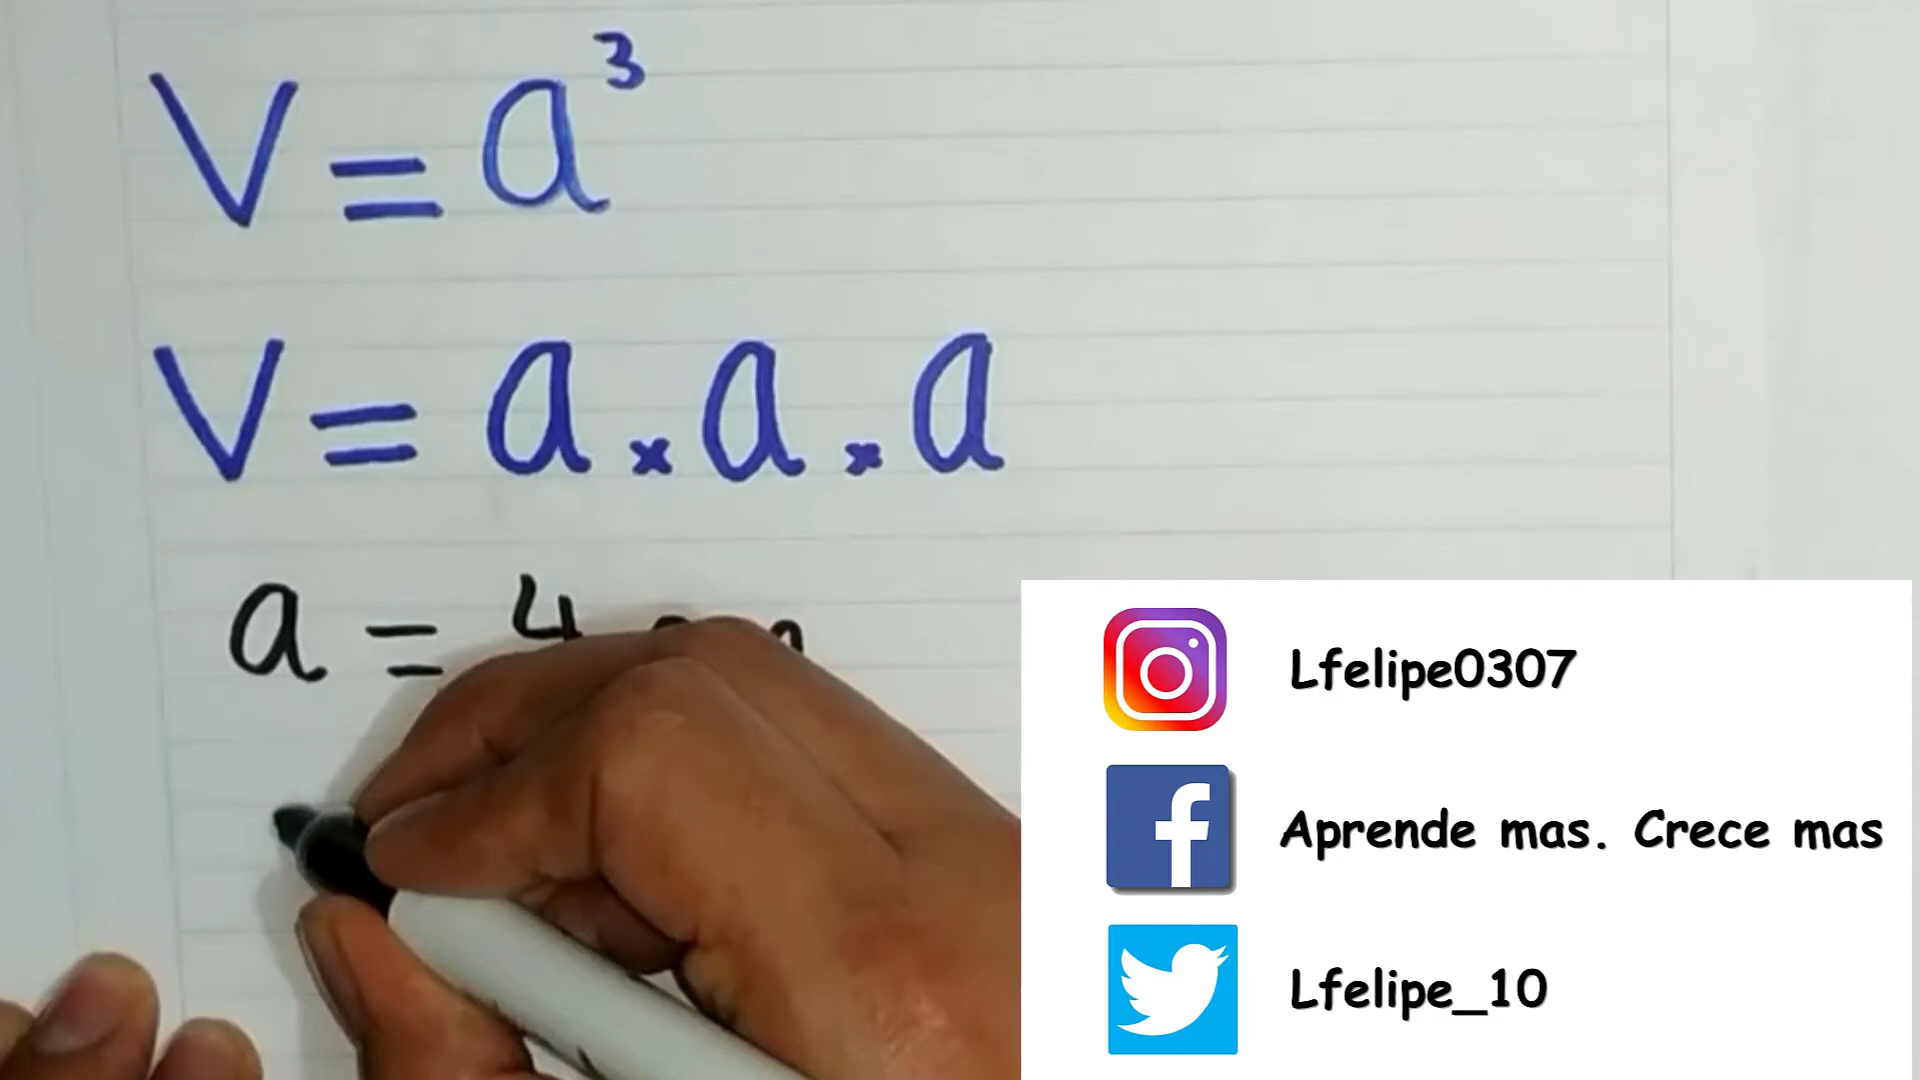 V = a³
V = a × a × a
a = 4
Lfelipe0307
Aprende mas. Crece mas
Lfelipe_10